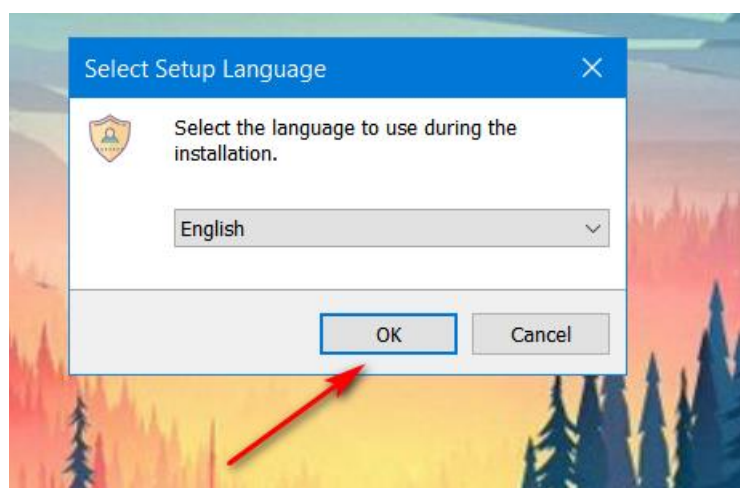 Select Setup Language
Select the language to use during the
installation.
English
OK
Cancel